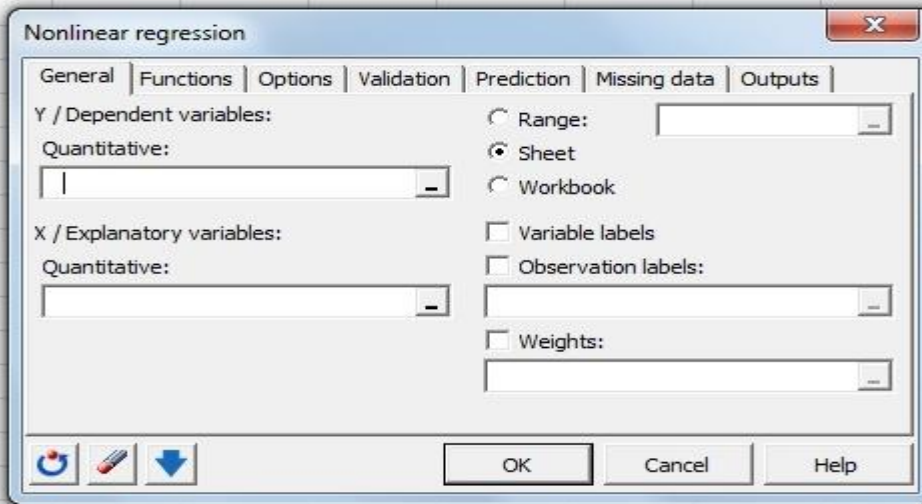 Nonlinear regression
General Functions Options Validation Prediction Missing data Outputs
Y / Dependent variables:
Quantitative:
X / Explanatory variables:
Quantitative:
Range:
Sheet
Workbook
Variable labels
Observation labels:
Weights:
OK Cancel Help